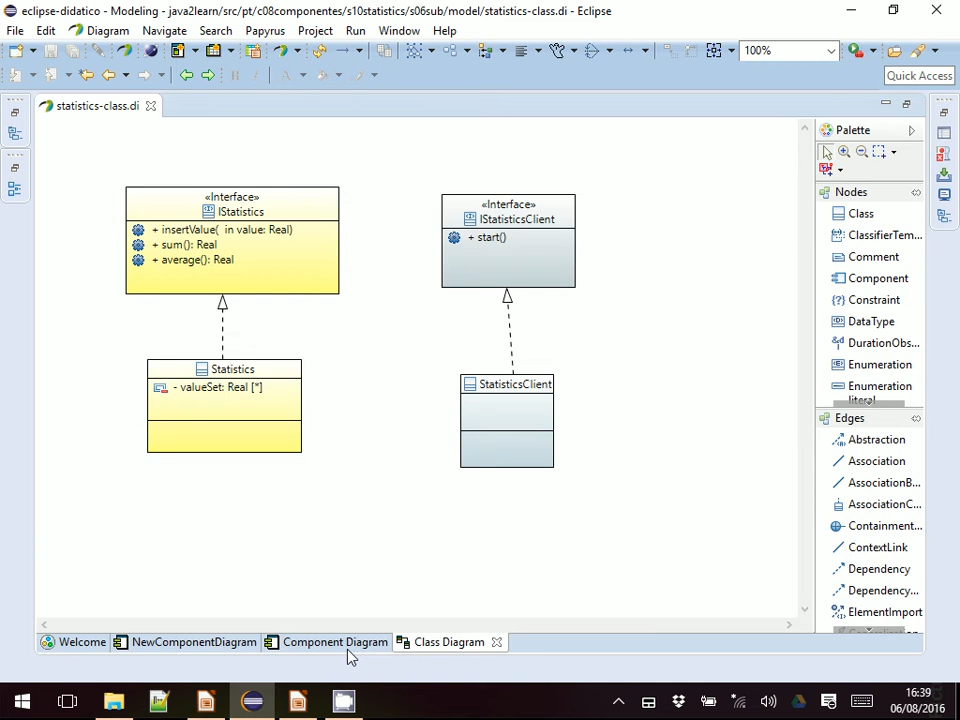 eclipse-didatico - Modeling - java2learn/src/pt/c08componentes/s10statistics/s06sub/model/statistics-class.di - Eclipse
File Edit Diagram Navigate Search Papyrus Project Run Window Help
100%
B I A
Quick Access
statistics-class.di
Palette
Nodes
Class
ClassifierTem...
Comment
Component
Constraint
DataType
DurationObs...
Enumeration
Enumeration
literal
Edges
Abstraction
Association
AssociationB...
AssociationC...
Containment...
ContextLink
Dependency
Dependency...
ElementImport
«Interface»
IStatistics
+ insertValue( in value: Real)
+ sum(): Real
+ average(): Real
«Interface»
IStatisticsClient
+ start()
Statistics
- valueSet: Real [*]
StatisticsClient
Welcome NewComponentDiagram Component Diagram Class Diagram
16:39
06/08/2016